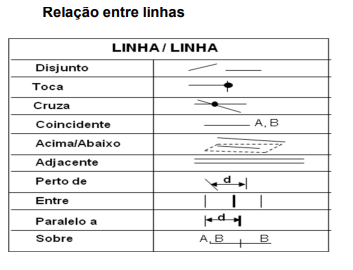 Relação entre linhas
LINHA / LINHA
Disjunto
Toca
Cruza
Coincidente A, B
Acima/Abaixo
Adjacente
Perto de d
Entre
Paralelo a d
Sobre A, B B